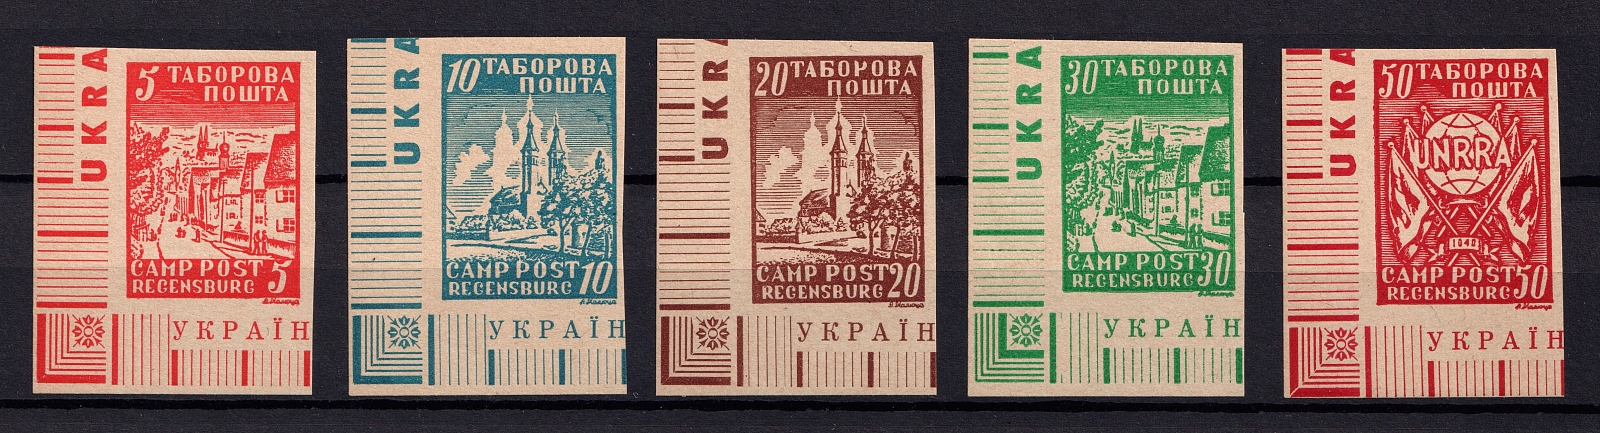 UKRA
5 ТАБОРОВА
ПОШТА
CAMP POST
REGENSBURG 5
УКРАЇН
UKRA
10 ТАБОРОВА
ПОШТА
CAMP POST
REGENSBURG 10
УКРАЇН
UKRA
20 ТАБОРОВА
ПОШТА
CAMP POST
REGENSBURG 20
УКРАЇН
UKRA
30 ТАБОРОВА
ПОШТА
CAMP POST
REGENSBURG 30
УКРАЇН
UKRA
50 ТАБОРОВА
ПОШТА
UNRRA
CAMP POST
REGENSBURG 50
УКРАЇН